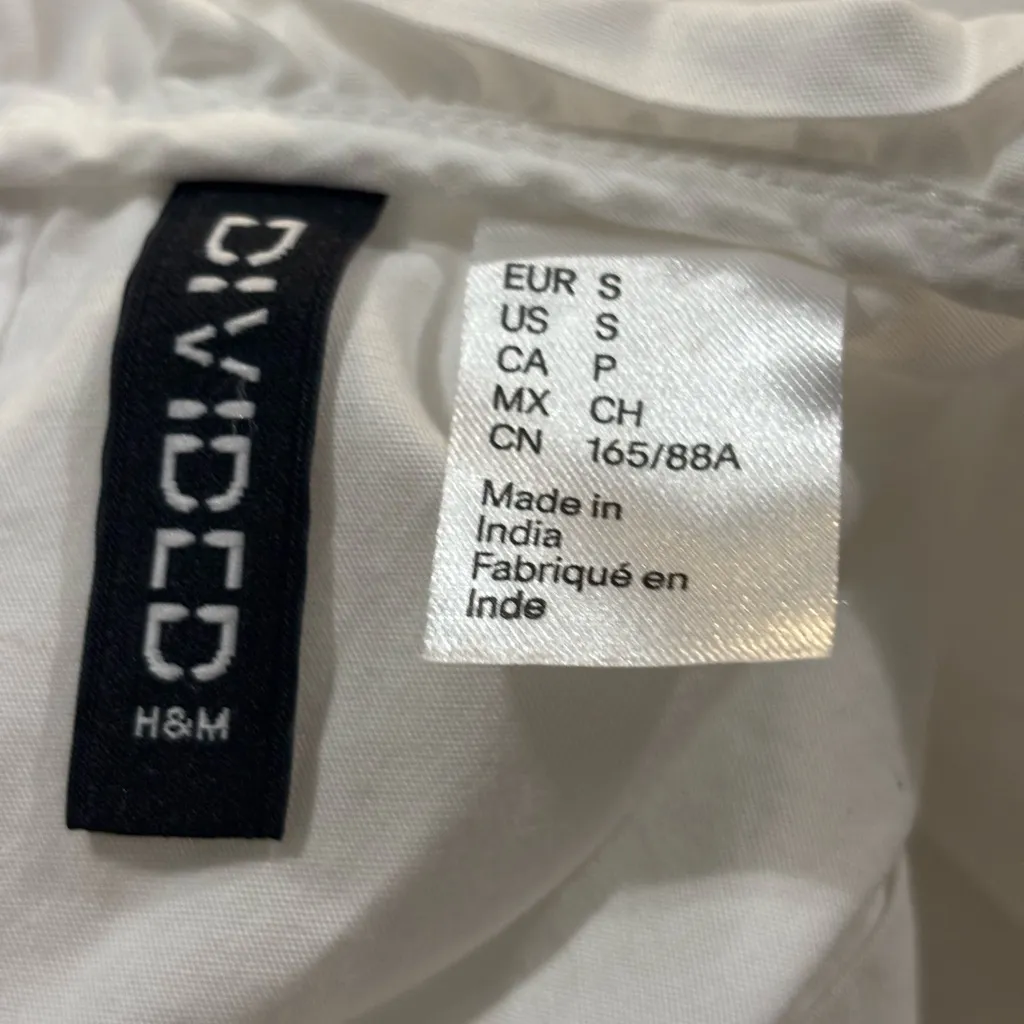 DIVIDED
H&M
EUR S
US S
CA P
MX CH
CN 165/88A
Made in
India
Fabriqué en
Inde